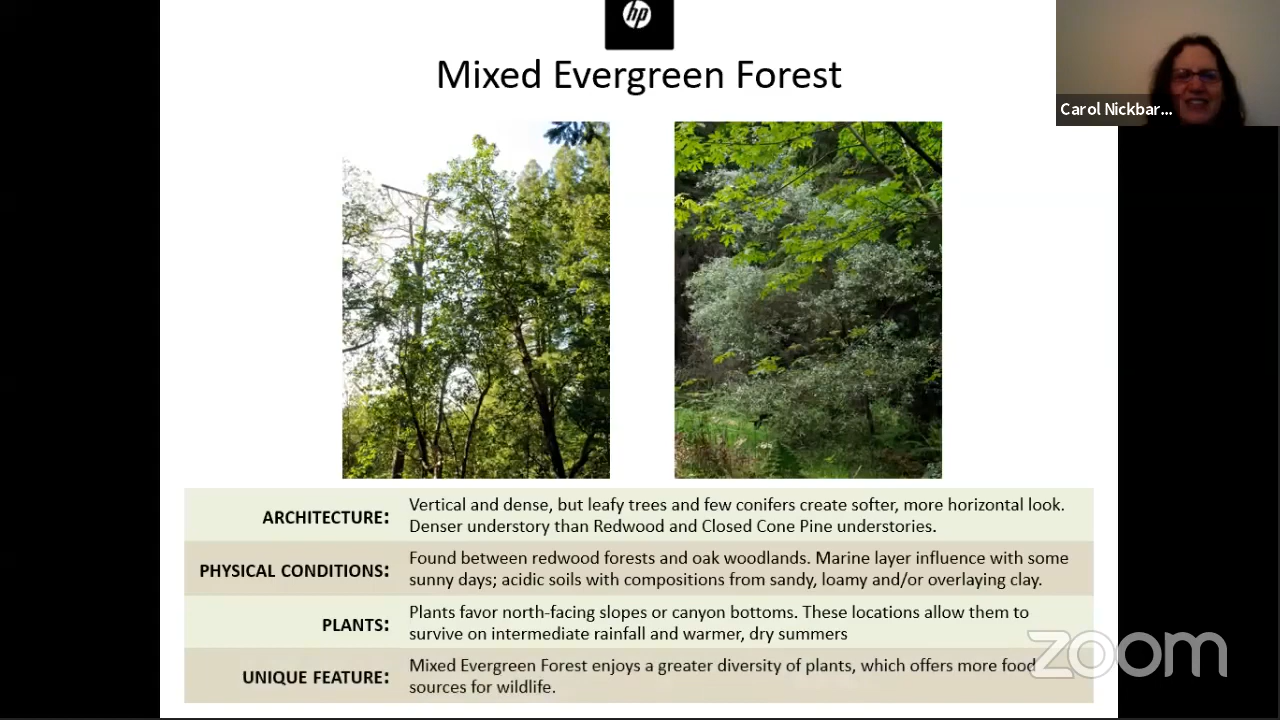 hp
Mixed Evergreen Forest
Carol Nickbar...
ARCHITECTURE:
Vertical and dense, but leafy trees and few conifers create softer, more horizontal look.
Denser understory than Redwood and Closed Cone Pine understories.
PHYSICAL CONDITIONS:
Found between redwood forests and oak woodlands. Marine layer influence with some
sunny days; acidic soils with compositions from sandy, loamy and/or overlaying clay.
PLANTS:
Plants favor north-facing slopes or canyon bottoms. These locations allow them to
survive on intermediate rainfall and warmer, dry summers
UNIQUE FEATURE:
Mixed Evergreen Forest enjoys a greater diversity of plants, which offers more food
sources for wildlife.
zoom